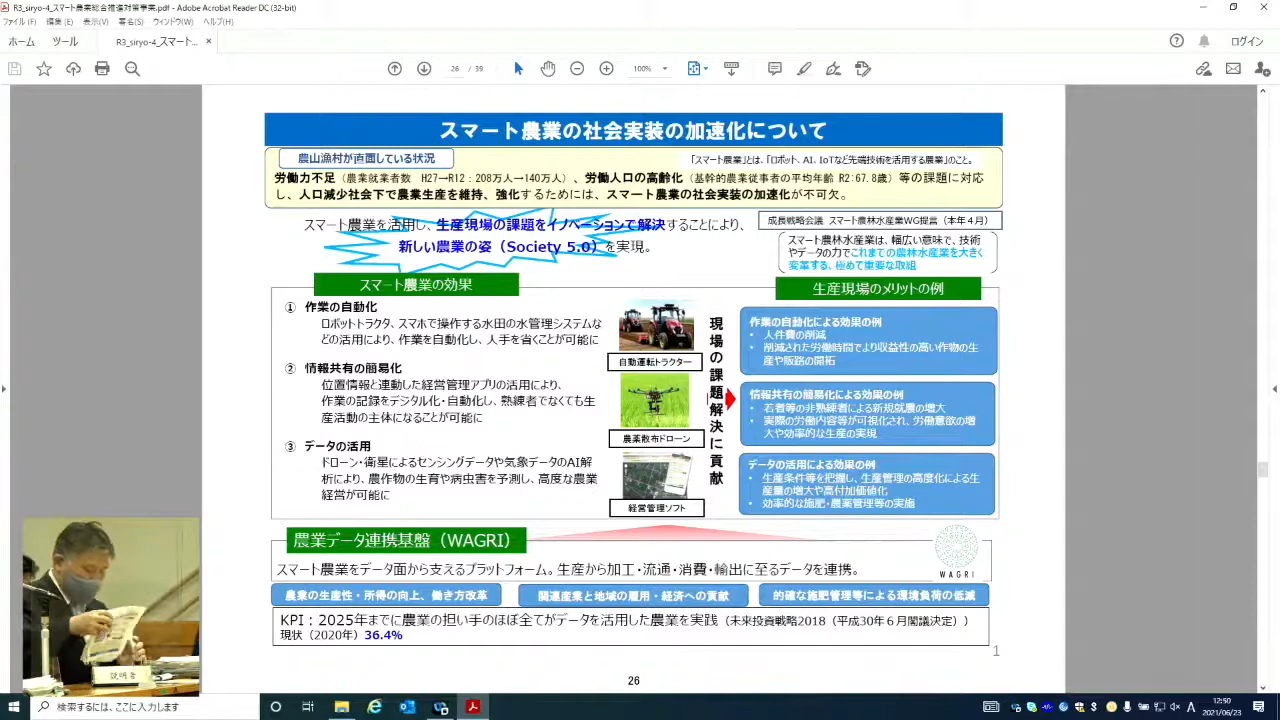 R3_siryo-4_スマート農業総合推進対策事業.pdf - Adobe Acrobat Reader DC (32-bit)
ファイル(F) 編集(E) 表示(V) 署名(S) ウィンドウ(W) ヘルプ(H)
ホーム ツール R3_siryo-4_スマート... × ログイン
26 / 39 100%
スマート農業の社会実装の加速化について
農山漁村が直面している状況
「スマート農業」とは、「ロボット、AI、IoTなど先端技術を活用する農業」のこと。
労働力不足（農業就業者数 H27→R12：208万人→140万人）、労働人口の高齢化（基幹的農業従事者の平均年齢 R2：67.8歳）等の課題に対応
し、人口減少社会下で農業生産を維持、強化するためには、スマート農業の社会実装の加速化が不可欠。
スマート農業を活用し、生産現場の課題をイノベーションで解決することにより、
新しい農業の姿（Society 5.0）を実現。
成長戦略会議 スマート農林水産業WG提言（本年４月）
スマート農林水産業は、幅広い意味で、技術
やデータの力でこれまでの農林水産業を大きく
変革する、極めて重要な取組
スマート農業の効果
① 作業の自動化
ロボットトラクタ、スマホで操作する水田の水管理システムな
どの活用により、作業を自動化し、人手を省くことが可能に
② 情報共有の簡易化
位置情報と連動した経営管理アプリの活用により、
作業の記録をデジタル化・自動化し、熟練者でなくても生
産活動の主体になることが可能に
③ データの活用
ドローン・衛星によるセンシングデータや気象データのAI解
析により、農作物の生育や病虫害を予測し、高度な農業
経営が可能に
自動運転トラクター
農薬散布ドローン
経営管理ソフト
現場の課題解決に貢献
生産現場のメリットの例
作業の自動化による効果の例
・ 人件費の削減
・ 削減された労働時間でより収益性の高い作物の生
産や販路の開拓
情報共有の簡易化による効果の例
・ 若者等の非熟練者による新規就農の増大
・ 実際の労働内容等が可視化され、労働意欲の増
大や効率的な生産の実現
データの活用による効果の例
・ 生産条件等を把握し、生産管理の高度化による生
産量の増大や高付加価値化
・ 効率的な施肥・農薬管理等の実施
農業データ連携基盤（WAGRI）
スマート農業をデータ面から支えるプラットフォーム。生産から加工・流通・消費・輸出に至るデータを連携。
WAGRI
農業の生産性・所得の向上、働き方改革 関連産業と地域の雇用・経済への貢献 的確な施肥管理等による環境負荷の低減
KPI：2025年までに農業の担い手のほぼ全てがデータを活用した農業を実践（未来投資戦略2018（平成30年６月閣議決定））
現状（2020年）36.4%
1
26
説明者
検索するには、ここに入力します
A
12:50
2021/06/23